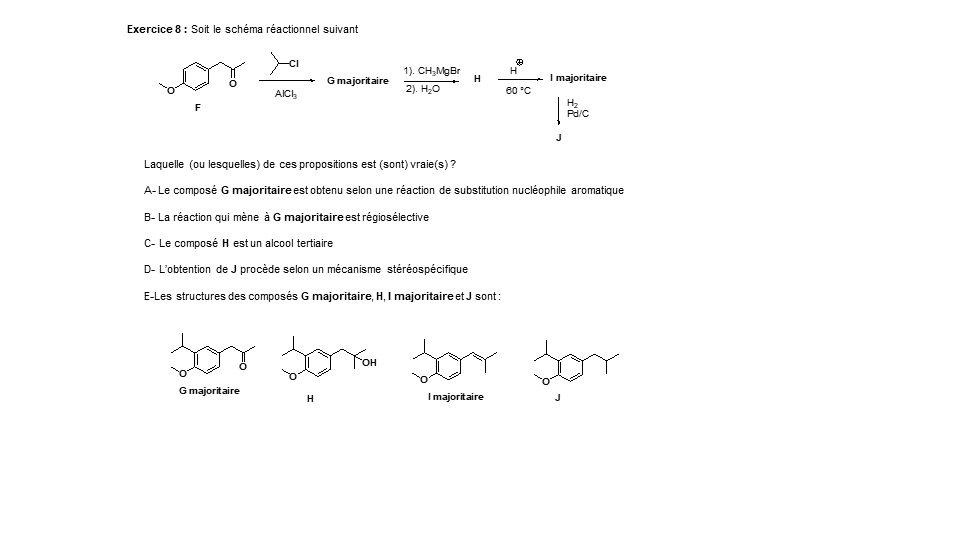 Exercice 8 : Soit le schéma réactionnel suivant
Cl
O
O
F
AlCl3
G majoritaire
1). CH3MgBr
2). H2O
H
H ⊕
60 °C
I majoritaire
H2
Pd/C
J
Laquelle (ou lesquelles) de ces propositions est (sont) vraie(s) ?
A- Le composé G majoritaire est obtenu selon une réaction de substitution nucléophile aromatique
B- La réaction qui mène à G majoritaire est régiosélective
C- Le composé H est un alcool tertiaire
D- L'obtention de J procède selon un mécanisme stéréospécifique
E-Les structures des composés G majoritaire, H, I majoritaire et J sont :
O
O
G majoritaire
O
OH
H
O
I majoritaire
O
J